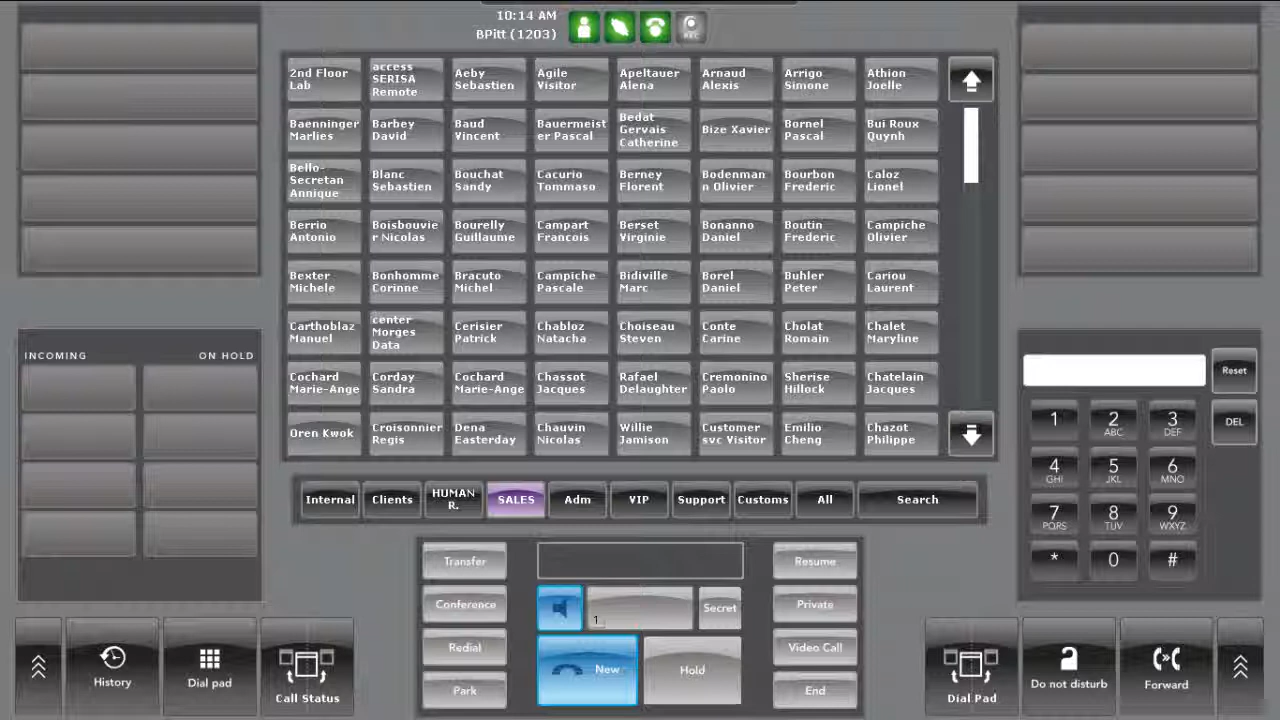 10:14 AM
BPitt (1203)
REC
2nd Floor
Lab
access
SERISA
Remote
Aeby
Sebastien
Agile
Visitor
Apeltauer
Alena
Arnaud
Alexis
Arrigo
Simone
Athion
Joelle
Baenninger
Marlies
Barbey
David
Baud
Vincent
Bauermeist
er Pascal
Bedat
Gervais
Catherine
Bize Xavier
Bornel
Pascal
Bui Roux
Quynh
Bello-
Secretan
Annique
Blanc
Sebastien
Bouchat
Sandy
Cacurio
Tommaso
Berney
Florent
Bodenman
n Olivier
Bourbon
Frederic
Caloz
Lionel
Berrio
Antonio
Boisbouvie
r Nicolas
Bourelly
Guillaume
Campart
Francois
Berset
Virginie
Bonanno
Daniel
Boutin
Frederic
Campiche
Olivier
Bexter
Michele
Bonhomme
Corinne
Bracuto
Michel
Campiche
Pascale
Bidiville
Marc
Borel
Daniel
Buhler
Peter
Cariou
Laurent
Carthoblaz
Manuel
center
Morges
Data
Cerisier
Patrick
Chabloz
Natacha
Choiseau
Steven
Conte
Carine
Cholat
Romain
Chalet
Maryline
Cochard
Marie-Ange
Corday
Sandra
Cochard
Marie-Ange
Chassot
Jacques
Rafael
Delaughter
Cremonino
Paolo
Sherise
Hillock
Chatelain
Jacques
Oren Kwok
Croisonnier
Regis
Dena
Easterday
Chauvin
Nicolas
Willie
Jamison
Customer
svc Visitor
Emilio
Cheng
Chazot
Philippe
INCOMING ON HOLD
Reset
DEL
1 2 3
ABC DEF
4 5 6
GHI JKL MNO
7 8 9
PQRS TUV WXYZ
* 0 #
Internal
Clients
HUMAN
R.
SALES
Adm
VIP
Support
Customs
All
Search
Transfer
Conference
Redial
Park
1
Secret
New
Hold
Resume
Private
Video Call
End
History
Dial pad
Call Status
Dial Pad
Do not disturb
Forward